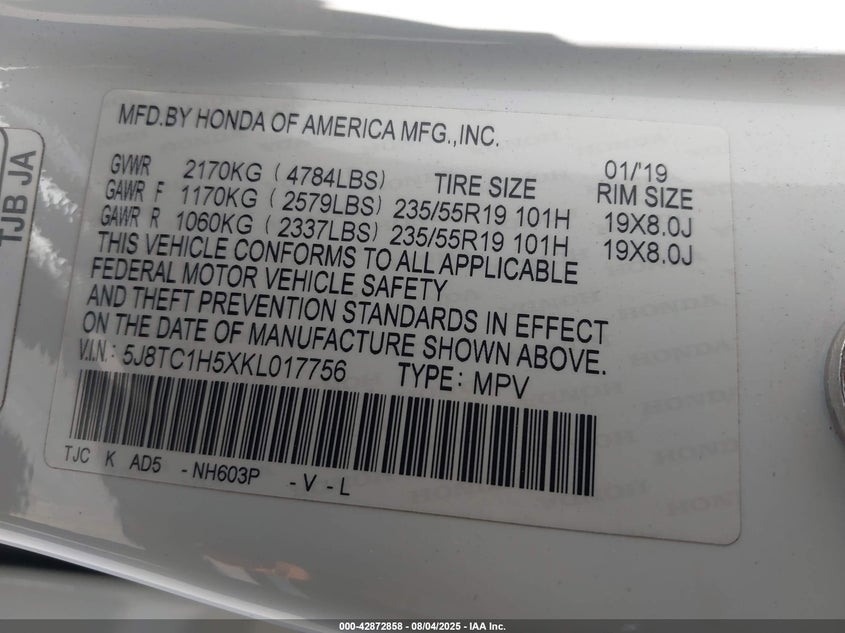 MFD.BY HONDA OF AMERICA MFG.,INC.
01/'19
GVWR 2170KG ( 4784LBS) TIRE SIZE RIM SIZE
GAWR F 1170KG ( 2579LBS) 235/55R19 101H 19X8.0J
GAWR R 1060KG ( 2337LBS) 235/55R19 101H 19X8.0J
THIS VEHICLE CONFORMS TO ALL APPLICABLE
FEDERAL MOTOR VEHICLE SAFETY
AND THEFT PREVENTION STANDARDS IN EFFECT
ON THE DATE OF MANUFACTURE SHOWN ABOVE.
V.I.N.: 5J8TC1H5XKL017756 TYPE: MPV
TJC K AD5 -NH603P -V-L
TJB JA
HONDA
000-42872858 - 08/04/2025 - IAA Inc.